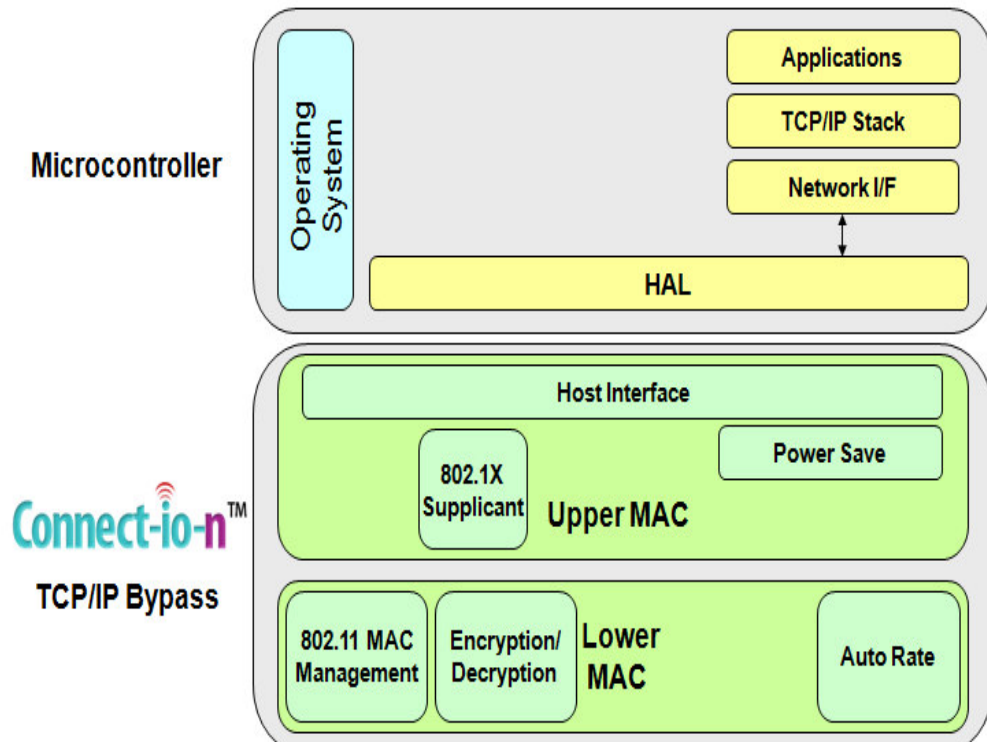 Microcontroller
Operating
System
Applications
TCP/IP Stack
Network I/F
HAL
Connect-io-n™
TCP/IP Bypass
Host Interface
Power Save
802.1X
Supplicant
Upper MAC
802.11 MAC
Management
Encryption/
Decryption
Lower
MAC
Auto Rate